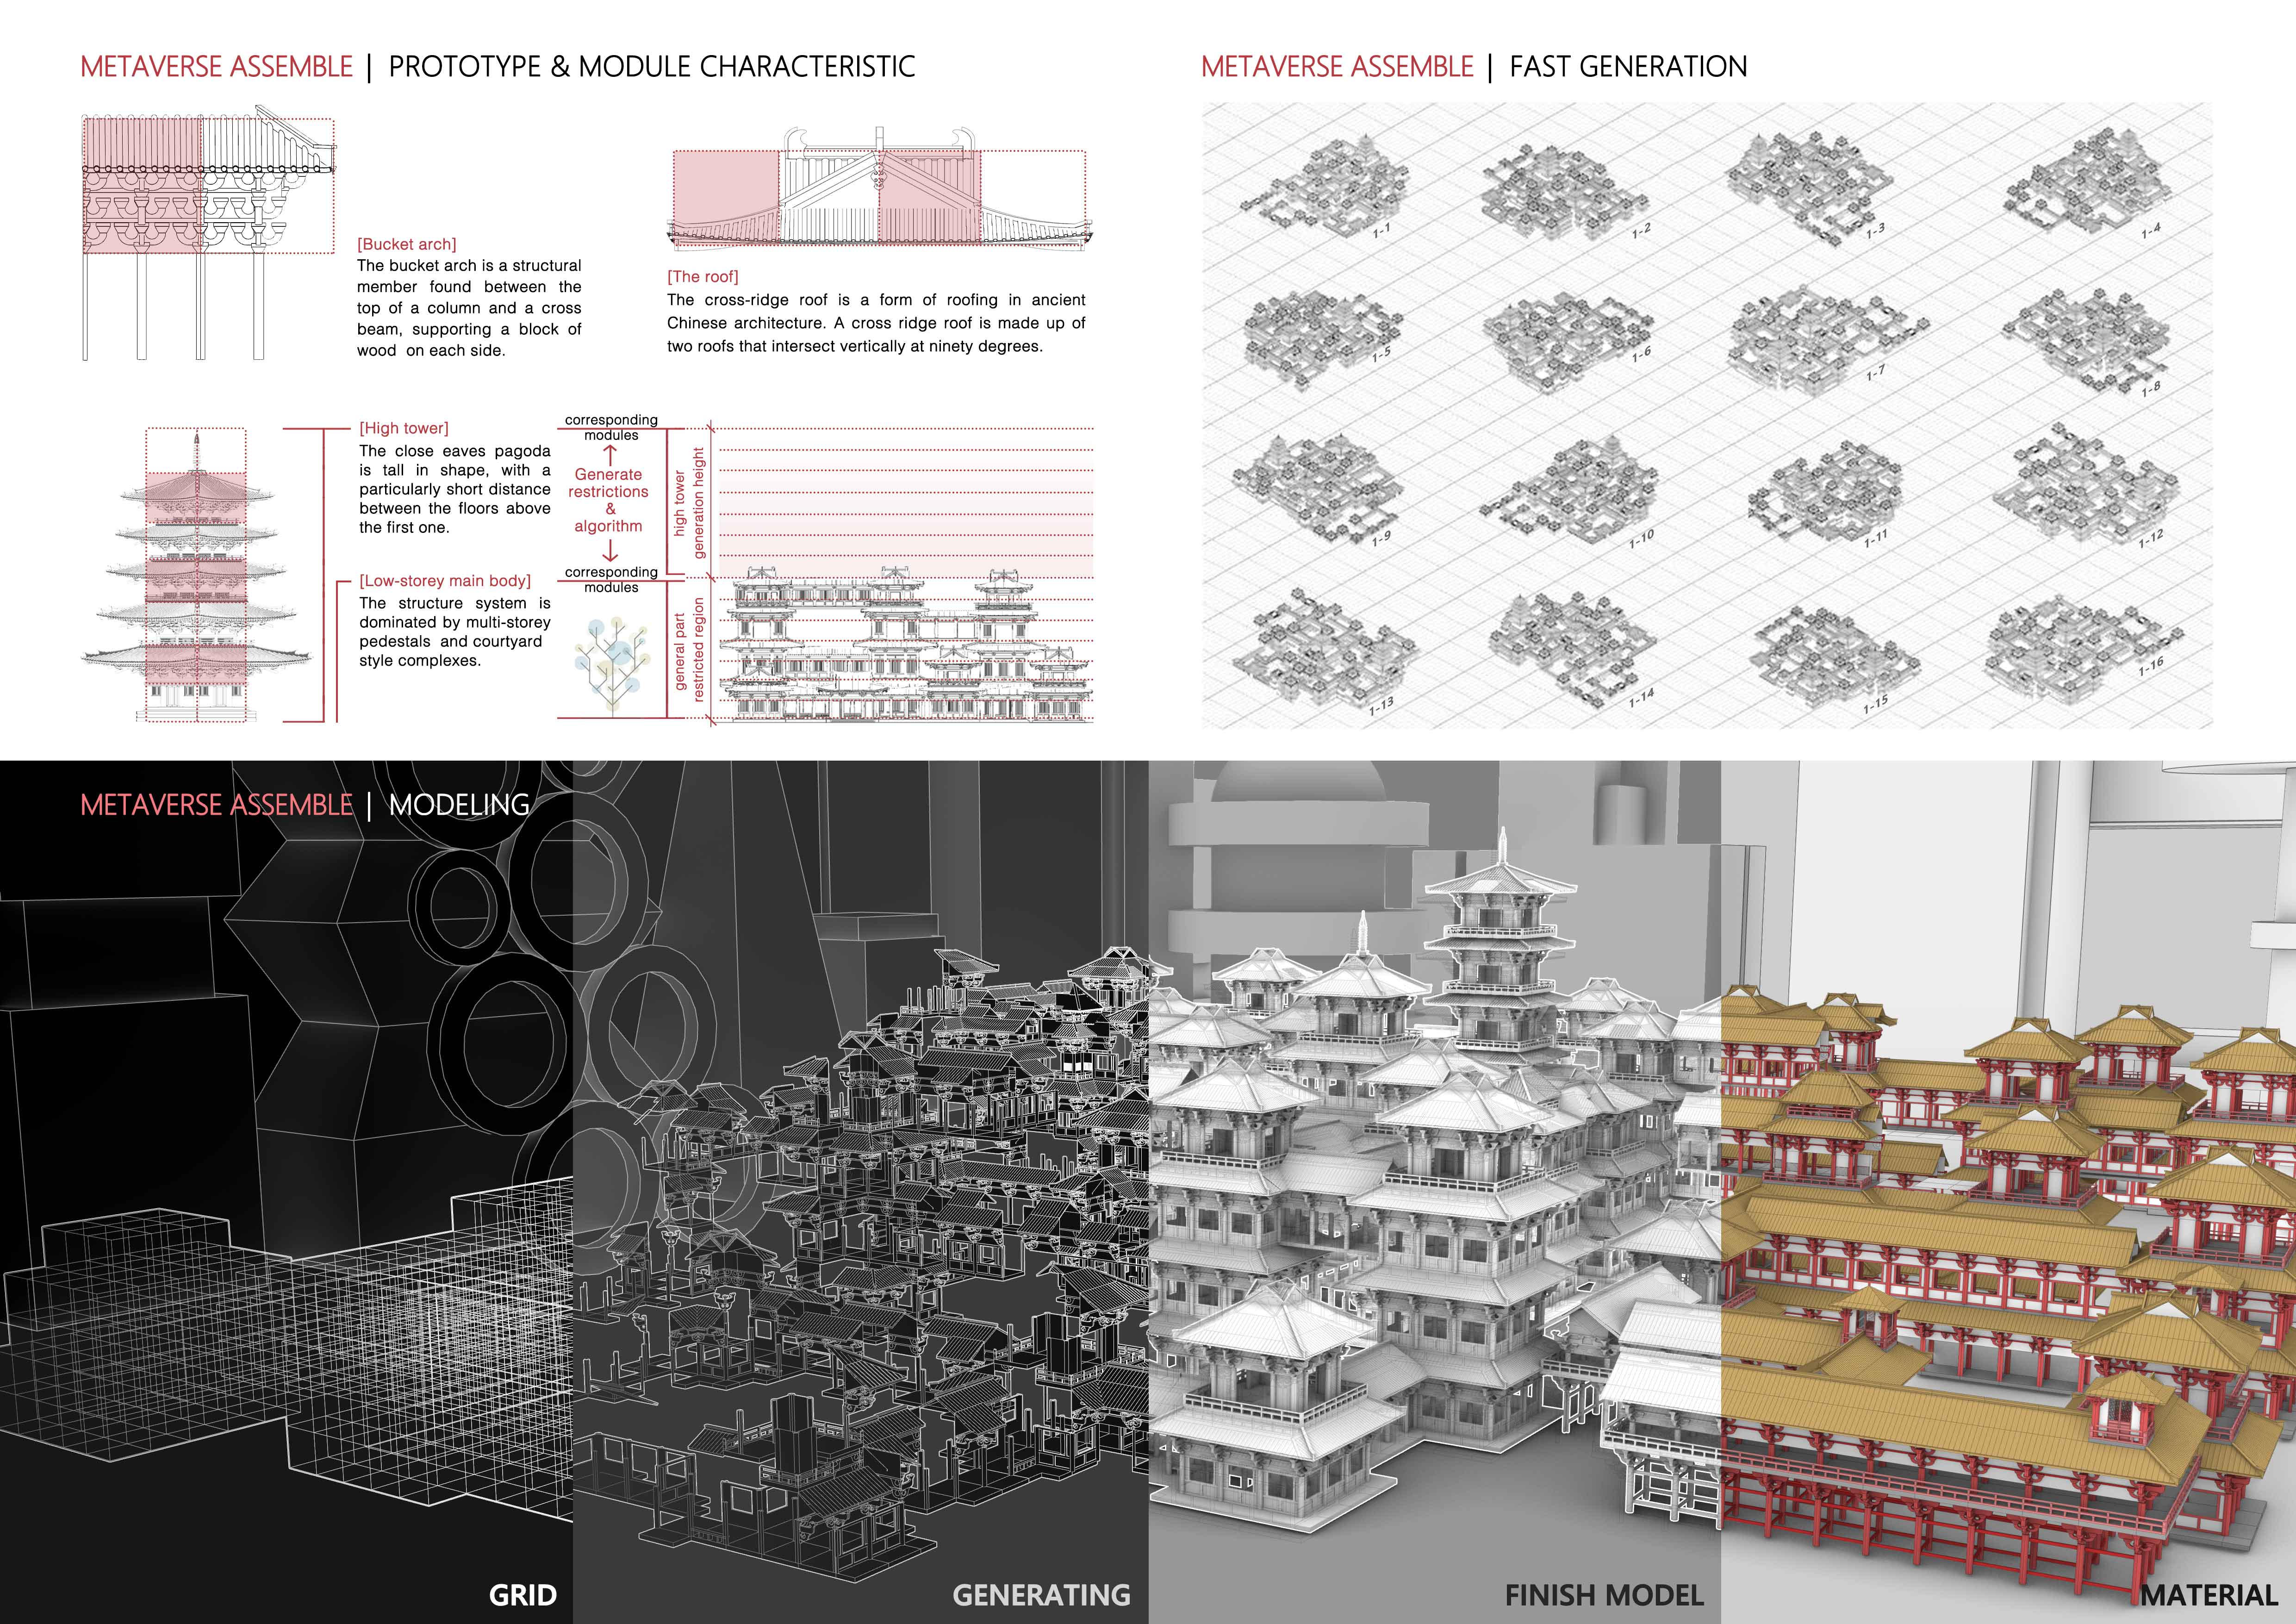 METAVERSE ASSEMBLE | PROTOTYPE & MODULE CHARACTERISTIC
[Bucket arch]
The bucket arch is a structural
member found between the
top of a column and a cross
beam, supporting a block of
wood on each side.
[The roof]
The cross-ridge roof is a form of roofing in ancient
Chinese architecture. A cross ridge roof is made up of
two roofs that intersect vertically at ninety degrees.
[High tower]
The close eaves pagoda
is tall in shape, with a
particularly short distance
between the floors above
the first one.
[Low-storey main body]
The structure system is
dominated by multi-storey
pedestals and courtyard
style complexes.
corresponding
modules
Generate
restrictions
&
algorithm
corresponding
modules
high tower
generation height
general part
restricted region
METAVERSE ASSEMBLE | FAST GENERATION
1-1
1-2
1-3
1-4
1-5
1-6
1-7
1-8
1-9
1-10
1-11
1-12
1-13
1-14
1-15
1-16
METAVERSE ASSEMBLE | MODELING
GRID
GENERATING
FINISH MODEL
MATERIAL